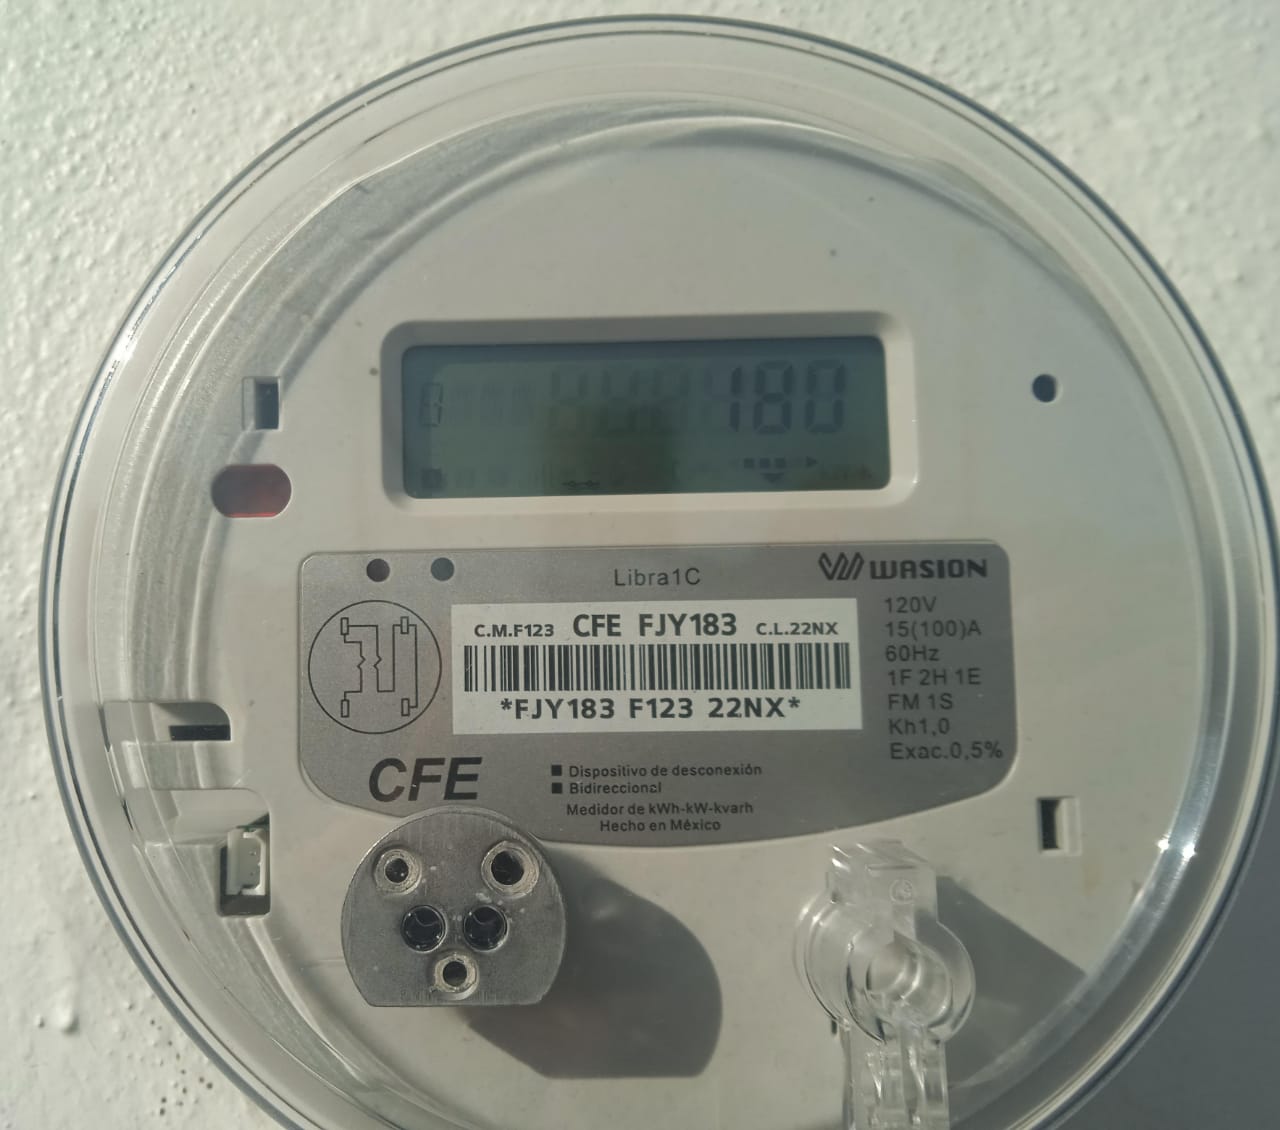 180
Libra1C
WASION
C.M.F123 CFE FJY183 C.L.22NX
*FJY183 F123 22NX*
120V
15(100)A
60Hz
1F 2H 1E
FM 1S
Kh1,0
Exac.0,5%
CFE
Dispositivo de desconexión
Bidireccional
Medidor de kWh-kW-kvarh
Hecho en México